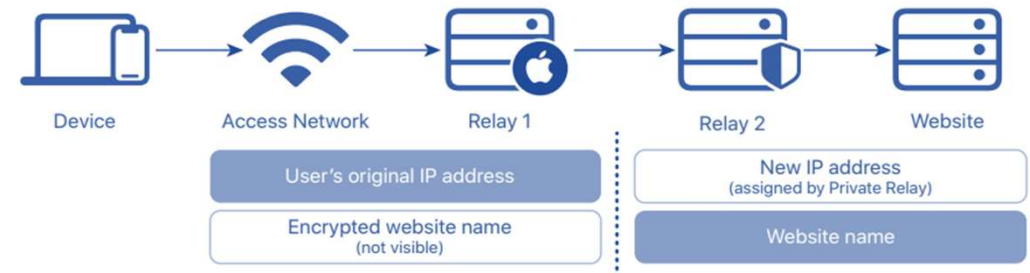 Device
Access Network
Relay 1
Relay 2
Website
User's original IP address
Encrypted website name
(not visible)
New IP address
(assigned by Private Relay)
Website name